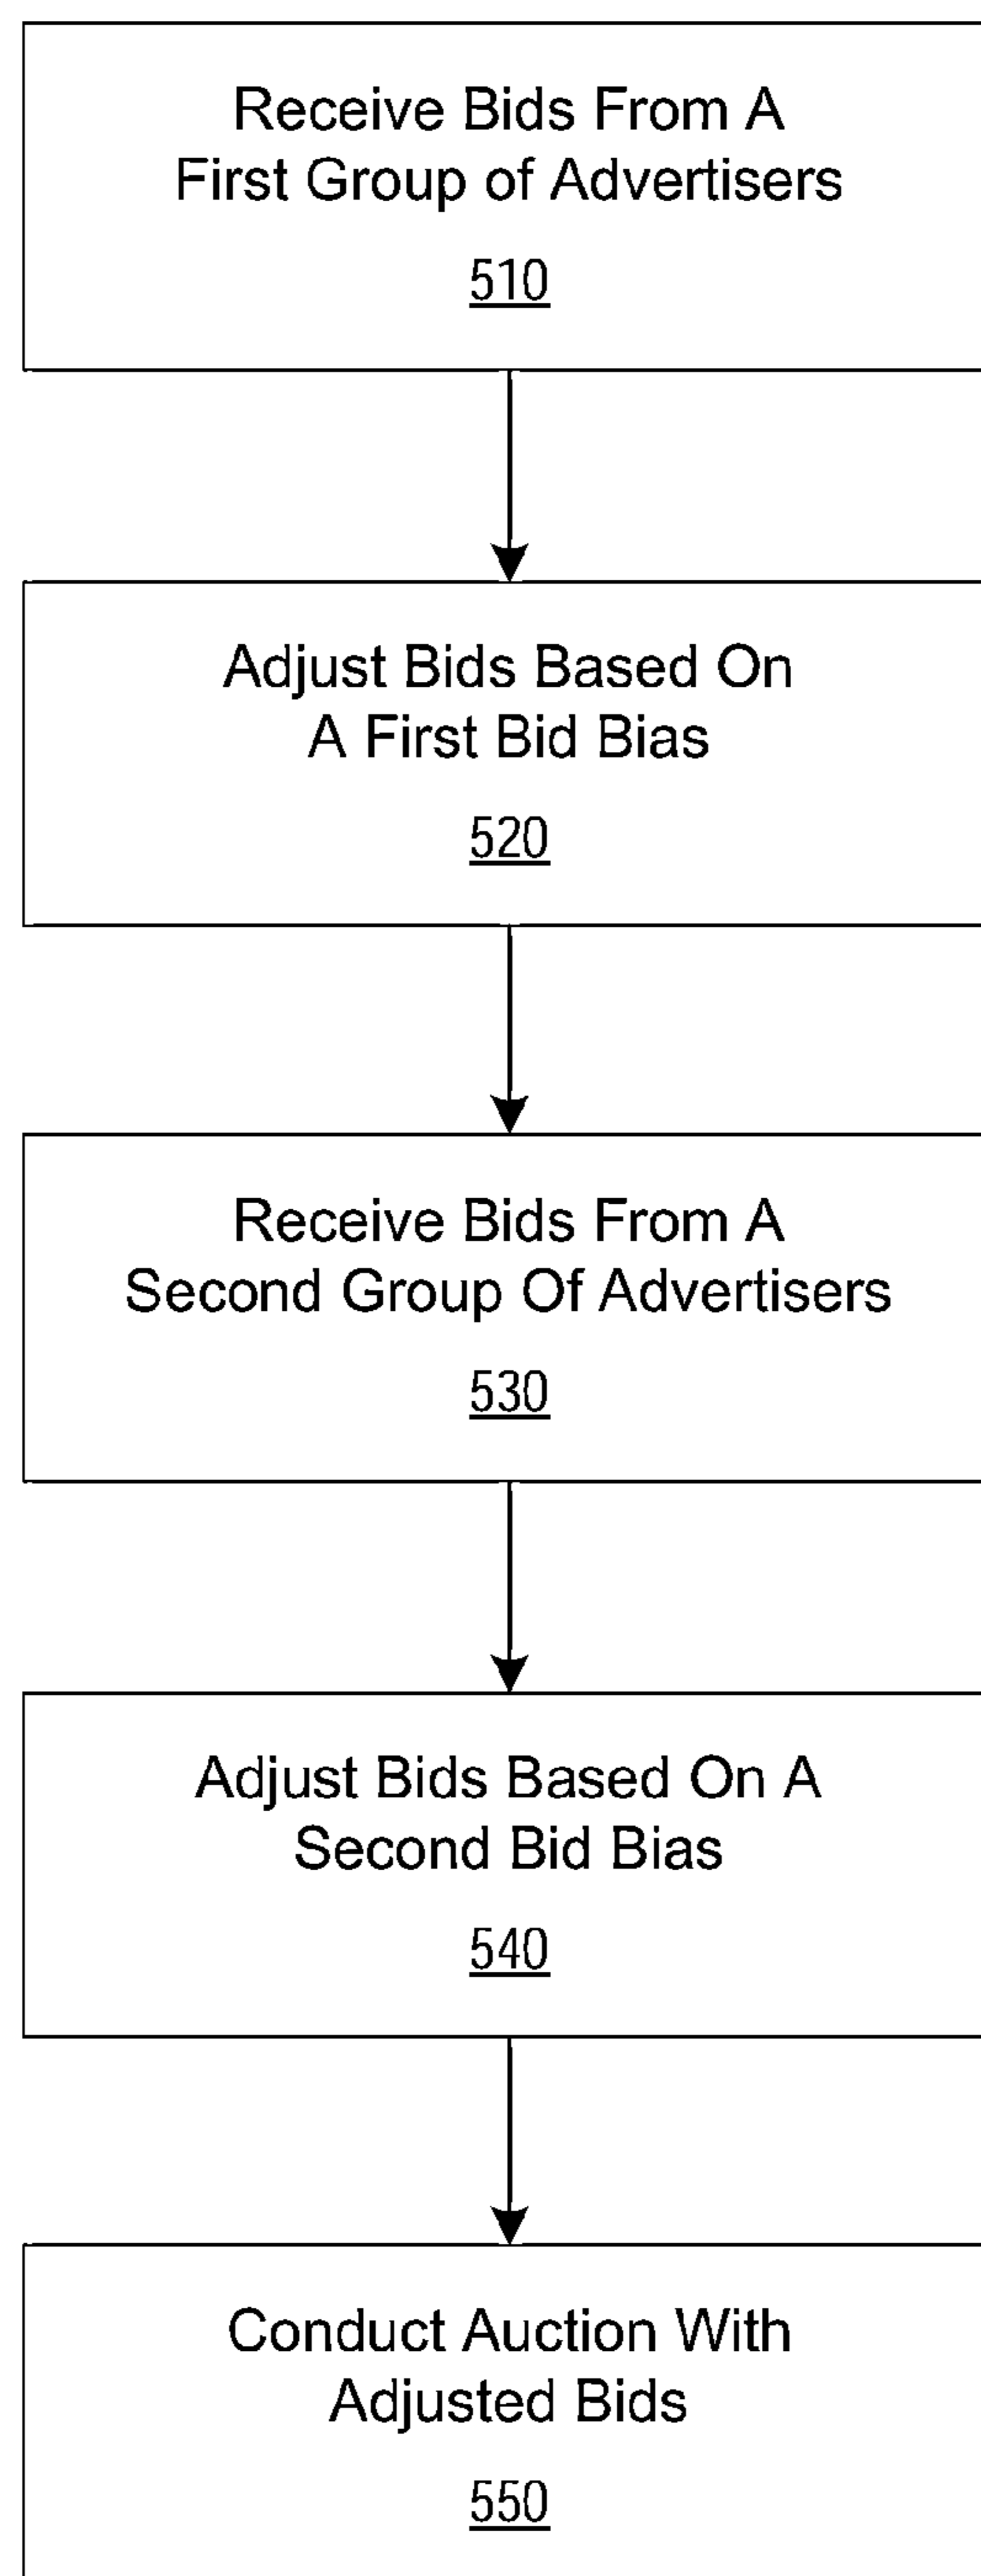 Receive Bids From A
First Group of Advertisers
510
Adjust Bids Based On
A First Bid Bias
520
Receive Bids From A
Second Group Of Advertisers
530
Adjust Bids Based On A
Second Bid Bias
540
Conduct Auction With
Adjusted Bids
550